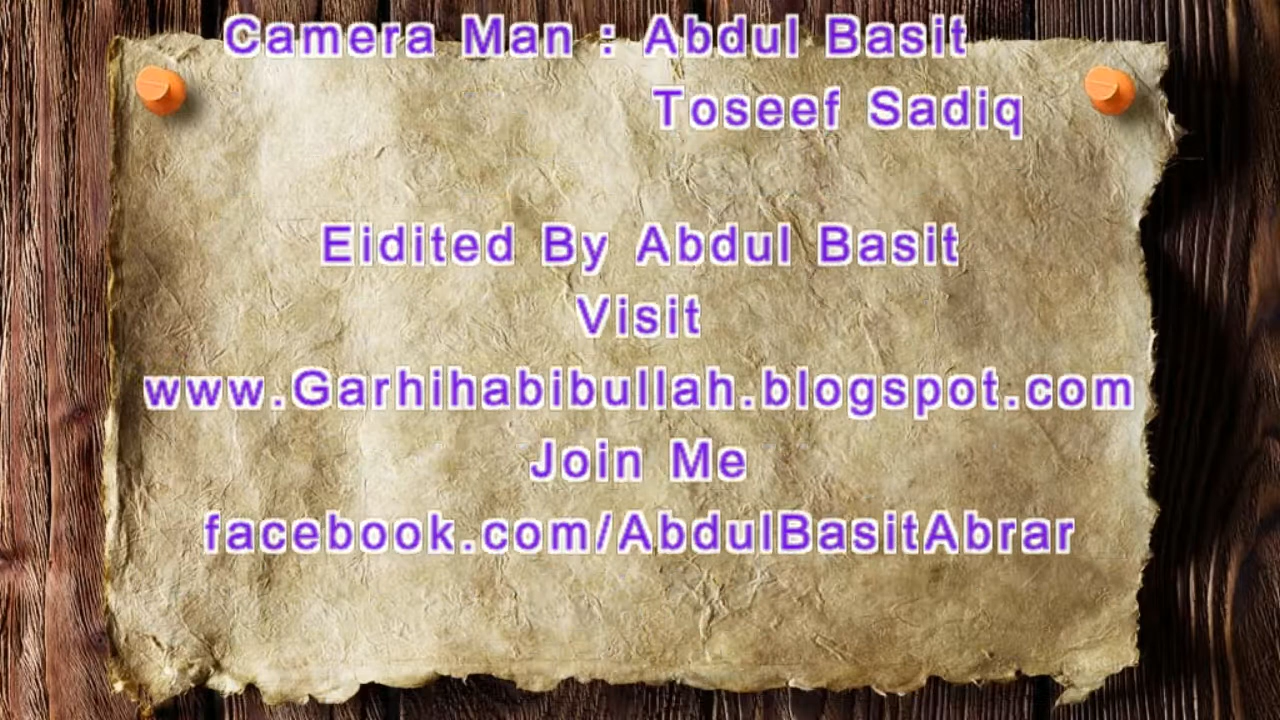 Camera Man : Abdul Basit
Toseef Sadiq
Eidited By Abdul Basit
Visit
www.Garhihabibullah.blogspot.com
Join Me
facebook.com/AbdulBasitAbrar